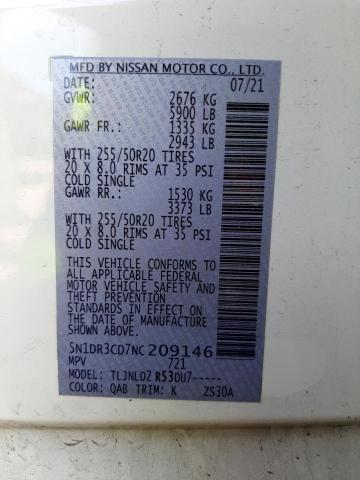 MFD BY NISSAN MOTOR CO., LTD.
DATE: 07/21
GVWR: 2676 KG
5900 LB
GAWR FR.: 1335 KG
2943 LB
WITH 255/50R20 TIRES
20 x 8.0 RIMS AT 35 PSI
COLD SINGLE
GAWR RR.: 1530 KG
3373 LB
WITH 255/50R20 TIRES
20 x 8.0 RIMS AT 35 PSI
COLD SINGLE
THIS VEHICLE CONFORMS TO
ALL APPLICABLE FEDERAL
MOTOR VEHICLE SAFETY AND
THEFT PREVENTION
STANDARDS IN EFFECT ON
THE DATE OF MANUFACTURE
SHOWN ABOVE.
5N1DR3CD7NC209146
MPV 721
MODEL: TLJNLDZ R53DU7-----
COLOR: QAB TRIM: K ZS30A